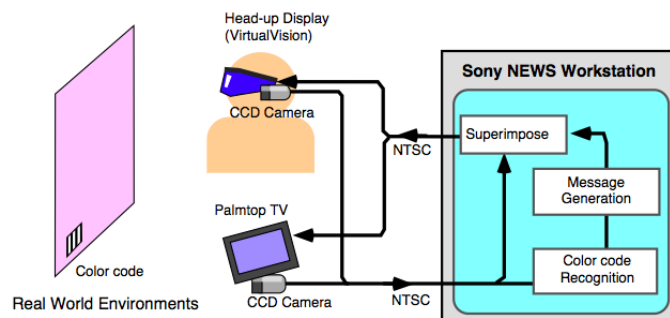 Head-up Display
(VirtualVision)
CCD Camera
Palmtop TV
CCD Camera
Color code
Real World Environments
NTSC
NTSC
Sony NEWS Workstation
Superimpose
Message
Generation
Color code
Recognition